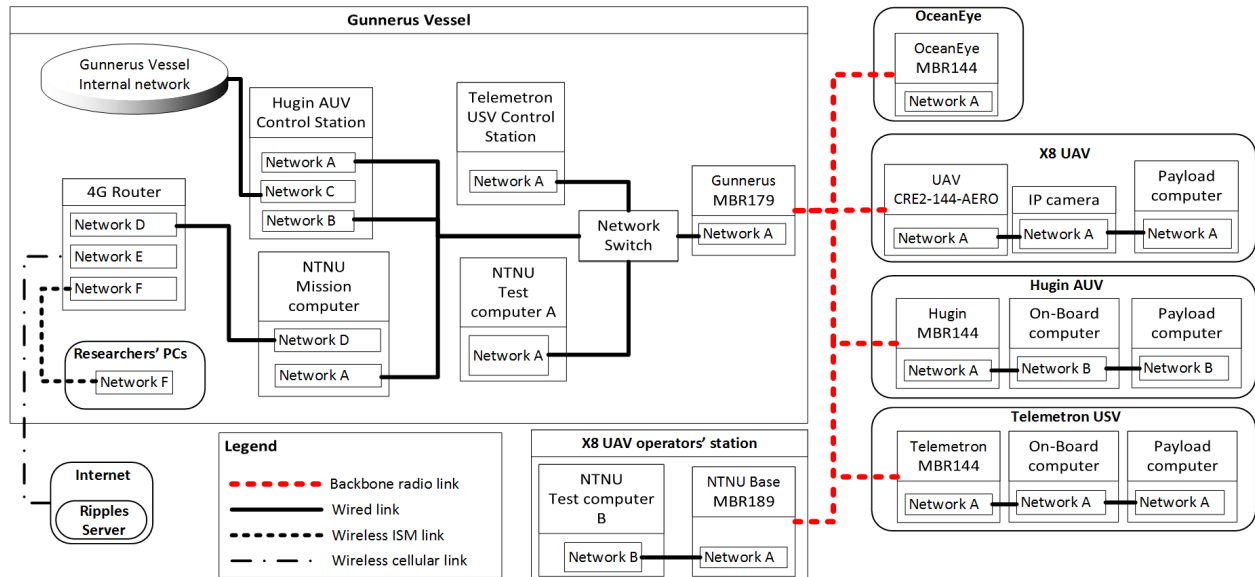 Gunnerus Vessel
Gunnerus Vessel
Internal network
Hugin AUV
Control Station
Network A
Network C
Network B
Telemetron
USV Control
Station
Network A
4G Router
Network D
Network E
Network F
NTNU
Mission
computer
Network D
Network A
NTNU
Test
computer A
Network A
Network
Switch
Gunnerus
MBR179
Network A
Researchers' PCs
Network F
Internet
Ripples
Server
Legend
Backbone radio link
Wired link
Wireless ISM link
Wireless cellular link
X8 UAV operators' station
NTNU
Test computer
B
Network B
NTNU Base
MBR189
Network A
OceanEye
OceanEye
MBR144
Network A
X8 UAV
UAV
CRE2-144-AERO
Network A
IP camera
Network A
Payload
computer
Network A
Hugin AUV
Hugin
MBR144
Network A
On-Board
computer
Network B
Payload
computer
Network B
Telemetron USV
Telemetron
MBR144
Network A
On-Board
computer
Network A
Payload
computer
Network A